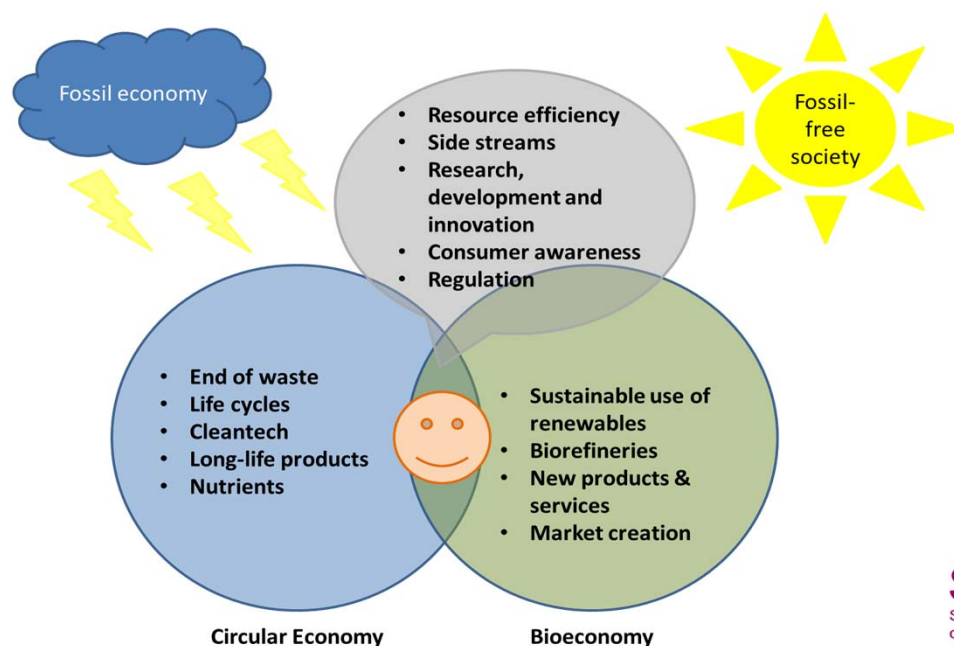 Fossil economy
• Resource efficiency
• Side streams
• Research,
development and
innovation
• Consumer awareness
• Regulation
Fossil-
free
society
• End of waste
• Life cycles
• Cleantech
• Long-life products
• Nutrients
• Sustainable use of
renewables
• Biorefineries
• New products &
services
• Market creation
Circular Economy
Bioeconomy